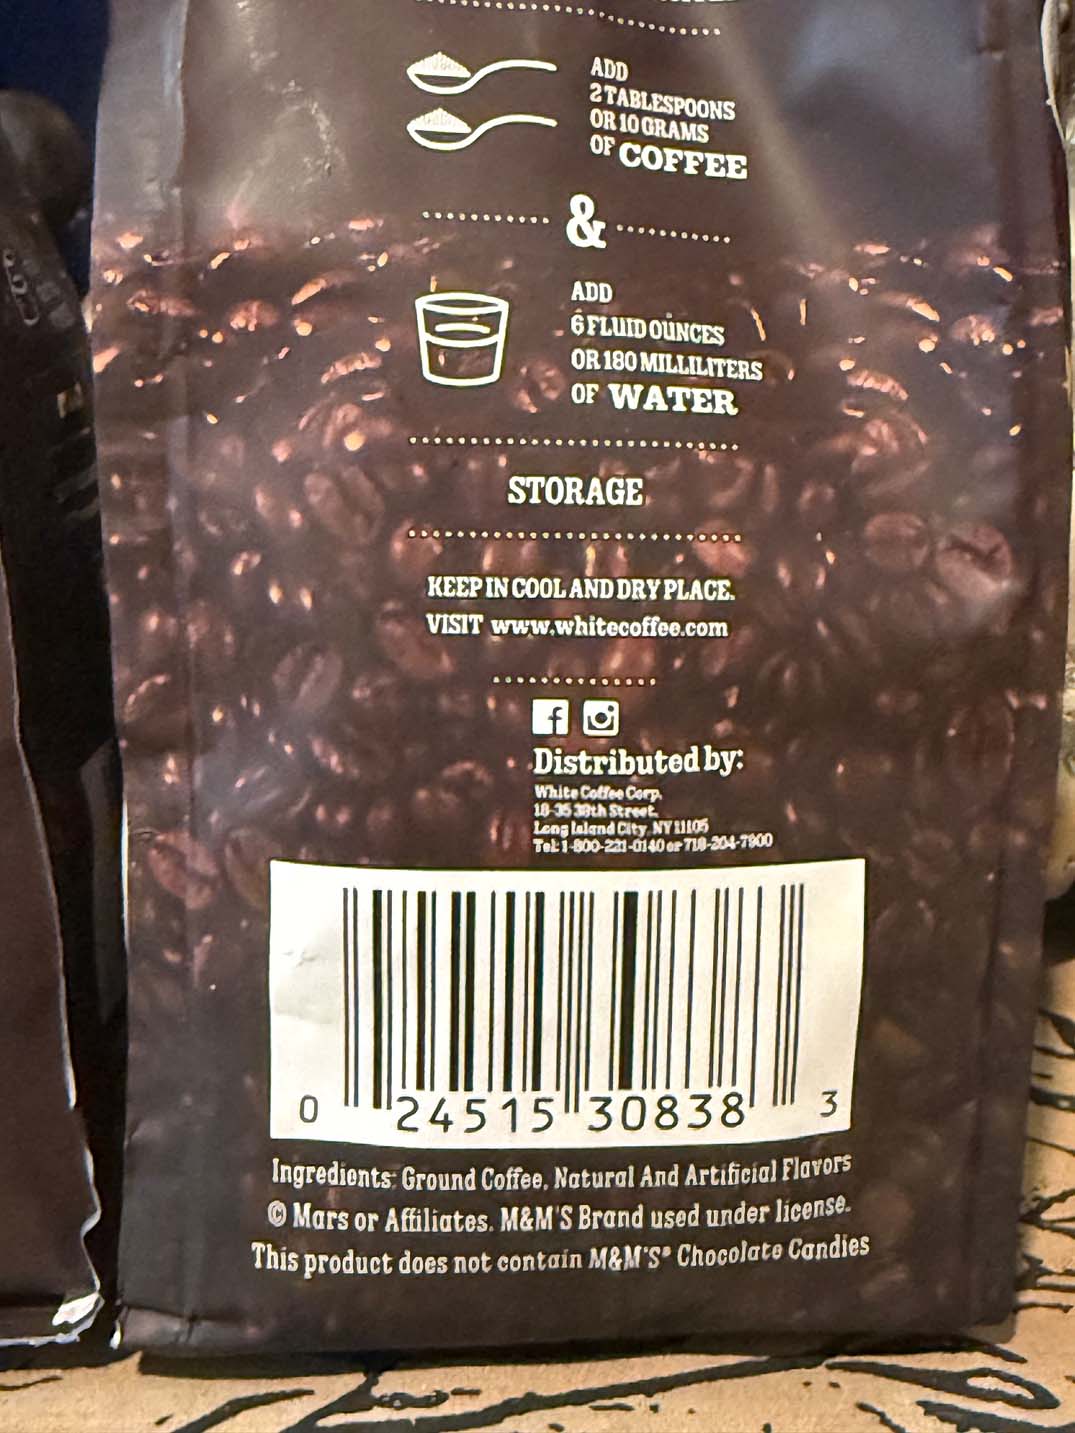 ADD
2 TABLESPOONS
OR 10 GRAMS
OF COFFEE
&
ADD
6 FLUID OUNCES
OR 180 MILLILITERS
OF WATER
STORAGE
KEEP IN COOL AND DRY PLACE.
VISIT www.whitecoffee.com
f
Distributed by:
White Coffee Corp.
18-35 38th Street.
Long Island City. NY 11105
Tel: 1-800-221-0140 or 718-204-7900
0 24515 30838 3
Ingredients: Ground Coffee, Natural And Artificial Flavors
© Mars or Affiliates. M&M'S Brand used under license.
This product does not contain M&M'S® Chocolate Candies